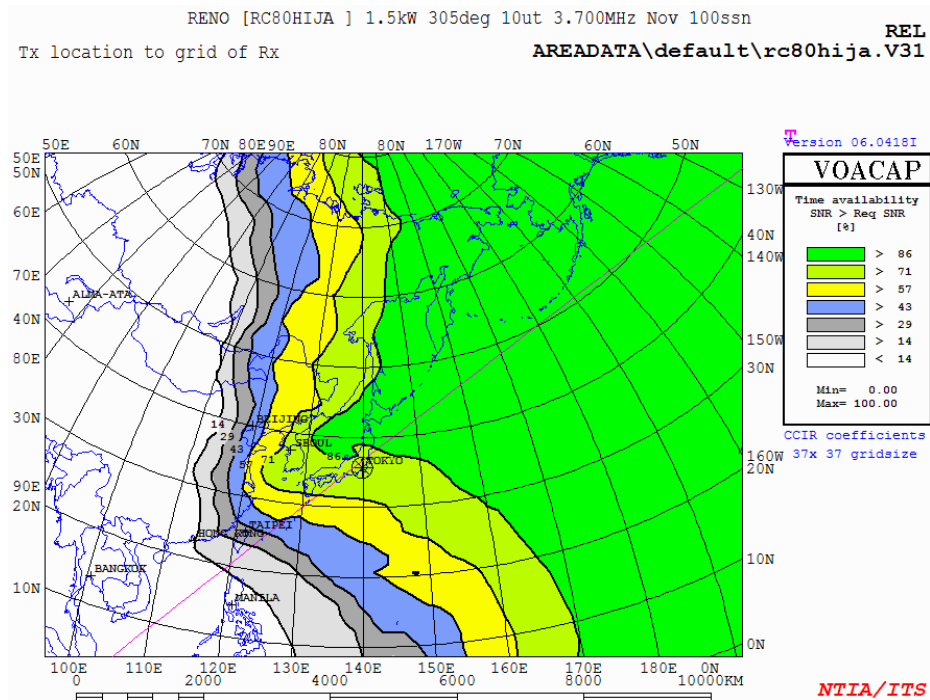 RENO [RC80HIJA ] 1.5kW 305deg 10ut 3.700MHz Nov 100ssn
REL
Tx location to grid of Rx
AREADATA\default\rc80hija.V31
50E 60N 70N 80E 90E 80N 80N 170W 70N 60N 50N
50E
50N
60E
70E
40N
80E
30N
90E
20N
10N
ALMA-ATA
BEIJING
SEOUL
TOKYO
TAIPEI
HONG KONG
BANGKOK
MANILA
14
29
43
57
71
86
130W
40N
140W
150W
30N
160W
20N
10N
0N
100E 110E 120E 130E 140E 150E 160E 170E 180E 0N
0 2000 4000 6000 8000 10000KM
T
Version 06.0418I
VOACAP
Time availability
SNR > Req SNR
[%]
> 86
> 71
> 57
> 43
> 29
> 14
< 14
Min= 0.00
Max= 100.00
CCIR coefficients
37x 37 gridsize
NTIA/ITS